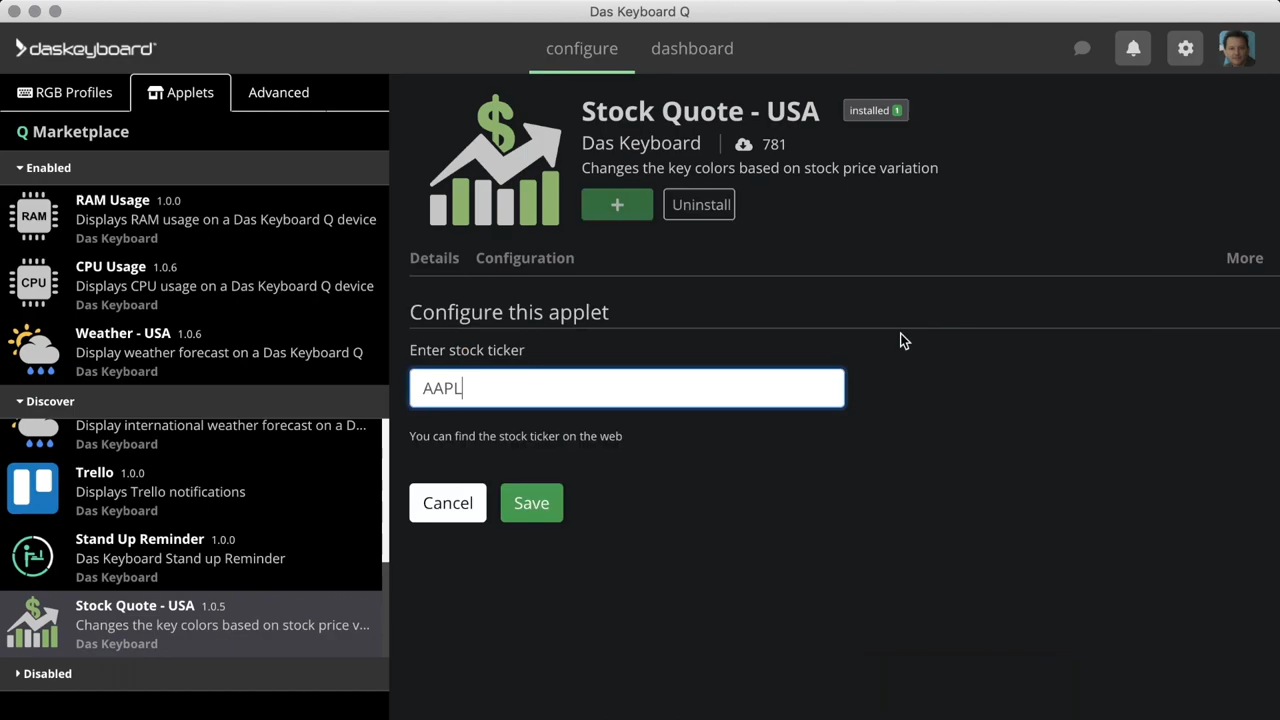 Das Keyboard Q
daskeyboard
configure
dashboard
RGB Profiles
Applets
Advanced
Q Marketplace
Enabled
RAM
RAM Usage 1.0.0
Displays RAM usage on a Das Keyboard Q device
Das Keyboard
CPU
CPU Usage 1.0.6
Displays CPU usage on a Das Keyboard Q device
Das Keyboard
Weather - USA 1.0.6
Display weather forecast on a Das Keyboard Q
Das Keyboard
Discover
Display international weather forecast on a D...
Das Keyboard
Trello 1.0.0
Displays Trello notifications
Das Keyboard
Stand Up Reminder 1.0.0
Das Keyboard Stand up Reminder
Das Keyboard
$
Stock Quote - USA 1.0.5
Changes the key colors based on stock price v...
Das Keyboard
Disabled
$
Stock Quote - USA installed 1
Das Keyboard 781
Changes the key colors based on stock price variation
+ Uninstall
Details Configuration More
Configure this applet
Enter stock ticker
AAPL
You can find the stock ticker on the web
Cancel Save